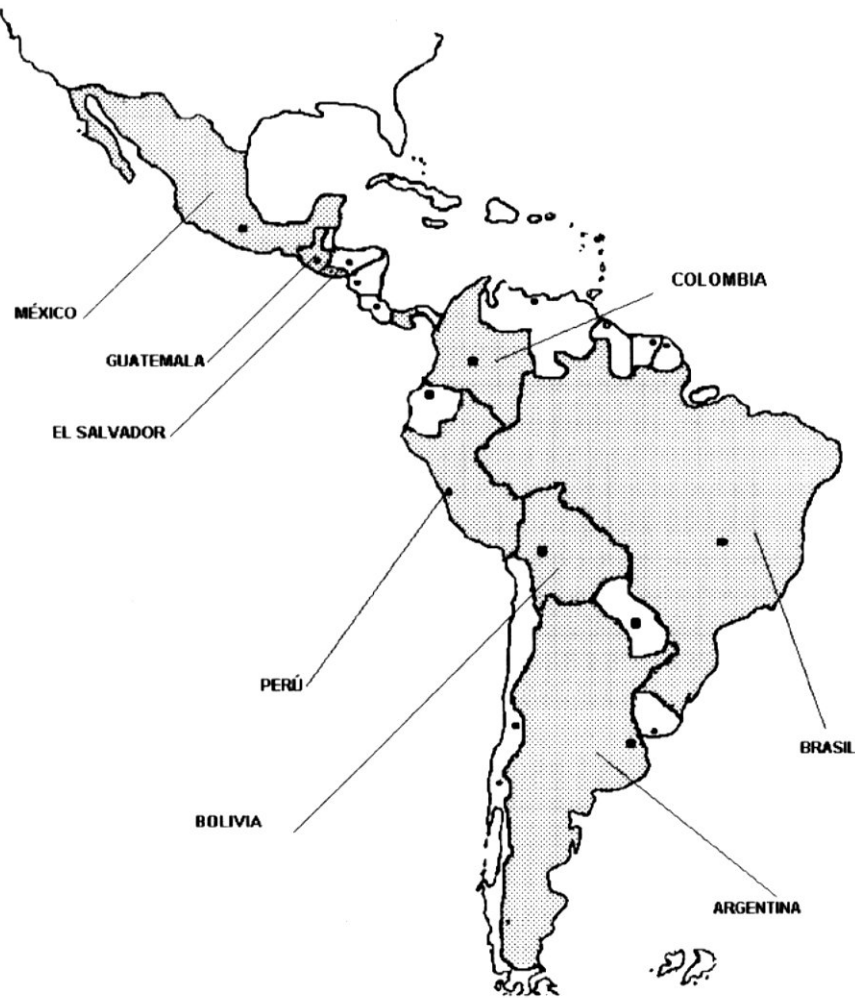 COLOMBIA
MÉXICO
GUATEMALA
EL SALVADOR
PERÚ
BRASIL
BOLIVIA
ARGENTINA